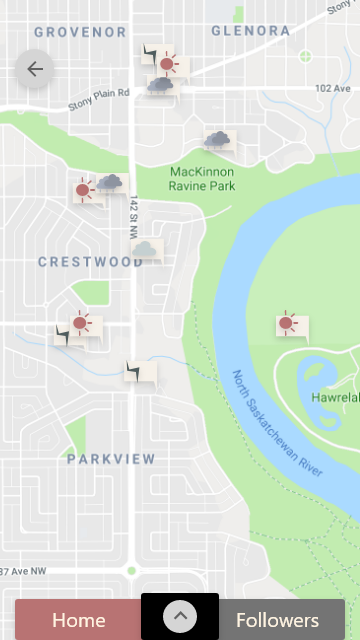 GROVENOR
GLENORA
Stony
Stony Plain Rd
102 Ave
MacKinnon
Ravine Park
142 St NW
CRESTWOOD
North Saskatchewan River
Hawrelak
PARKVIEW
87 Ave NW
Home
Followers